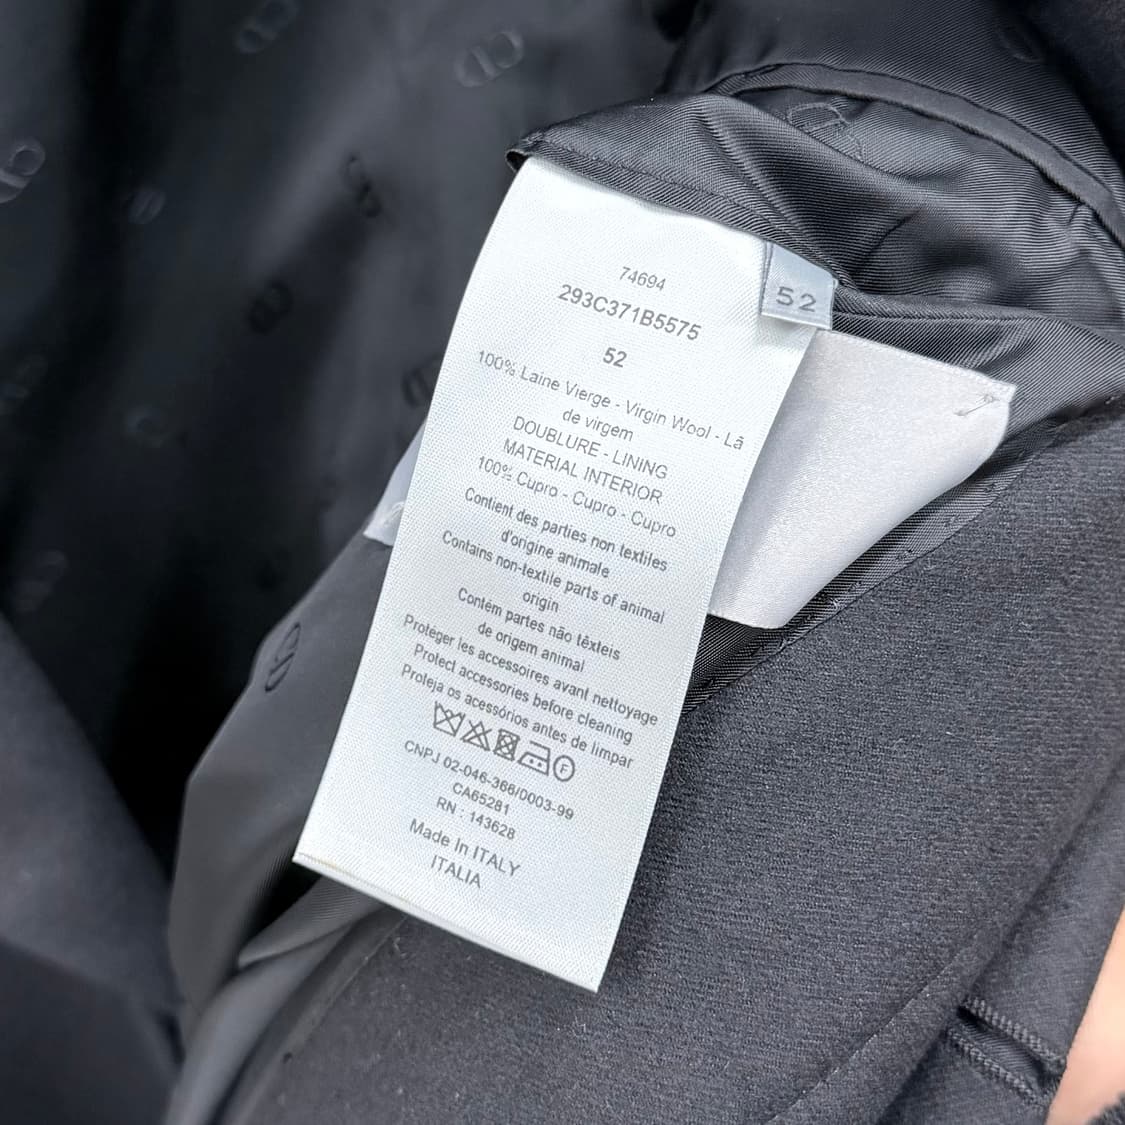 74694
293C371B5575
52
52
100% Laine Vierge - Virgin Wool - Lã
de virgem
DOUBLURE - LINING
MATERIAL INTERIOR
100% Cupro - Cupro - Cupro
Contient des parties non textiles
d'origine animale
Contains non-textile parts of animal
origin
Contém partes não têxteis
de origem animal
Protéger les accessoires avant nettoyage
Protect accessories before cleaning
Proteja os acessórios antes de limpar
F
CNPJ 02-046-366/0003-99
CA65281
RN : 143628
Made In ITALY
ITALIA